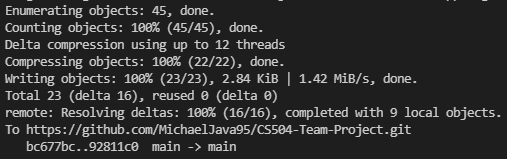 Enumerating objects: 45, done.
Counting objects: 100% (45/45), done.
Delta compression using up to 12 threads
Compressing objects: 100% (22/22), done.
Writing objects: 100% (23/23), 2.84 KiB | 1.42 MiB/s, done.
Total 23 (delta 16), reused 0 (delta 0)
remote: Resolving deltas: 100% (16/16), completed with 9 local objects.
To https://github.com/MichaelJava95/CS504-Team-Project.git
   bc677bc..92811c0  main -> main